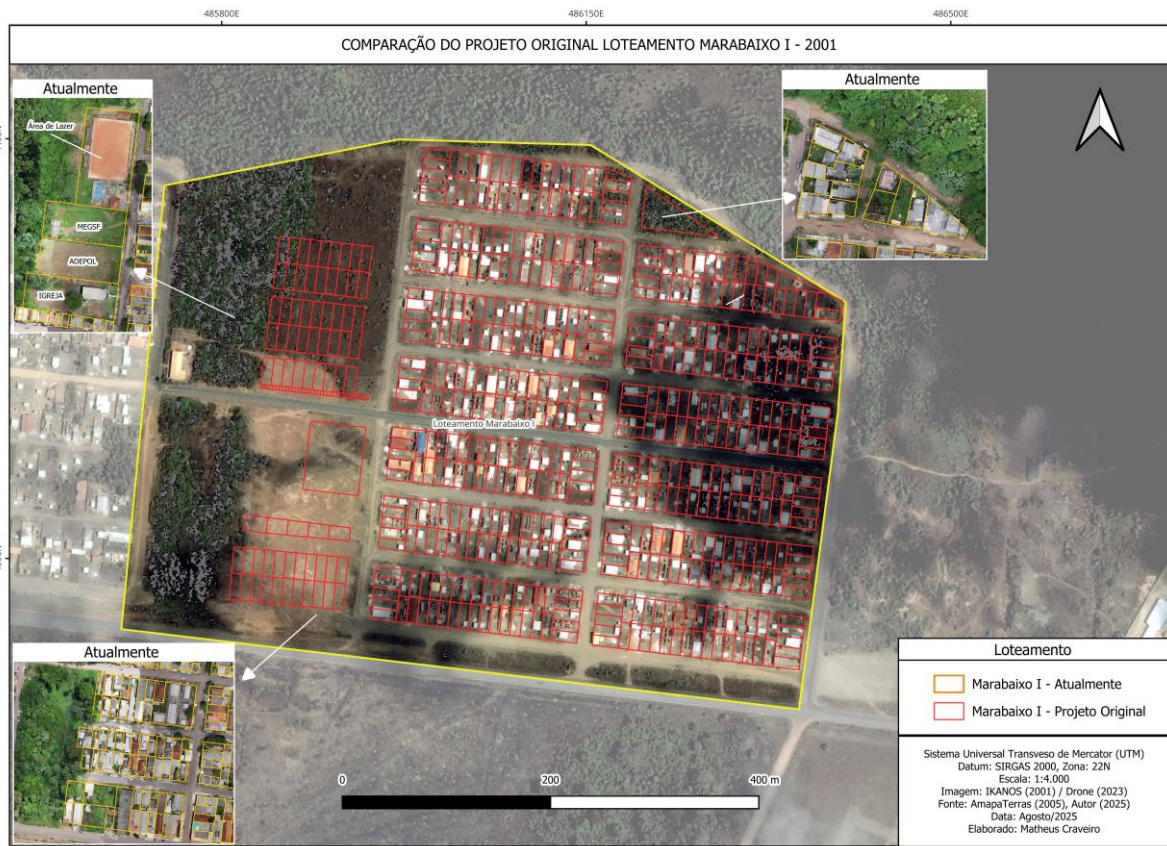 485800E
486150E
486500E
COMPARAÇÃO DO PROJETO ORIGINAL LOTEAMENTO MARABAIXO I - 2001
Atualmente
Área de Lazer
MEGSF
ADEPOL
IGREJA
Atualmente
Loteamento Marabaixo I
Atualmente
0
200
400 m
Loteamento
Marabaixo I - Atualmente
Marabaixo I - Projeto Original
Sistema Universal Transveso de Mercator (UTM)
Datum: SIRGAS 2000, Zona: 22N
Escala: 1:4.000
Imagem: IKANOS (2001) / Drone (2023)
Fonte: AmapaTerras (2005), Autor (2025)
Data: Agosto/2025
Elaborado: Matheus Craveiro